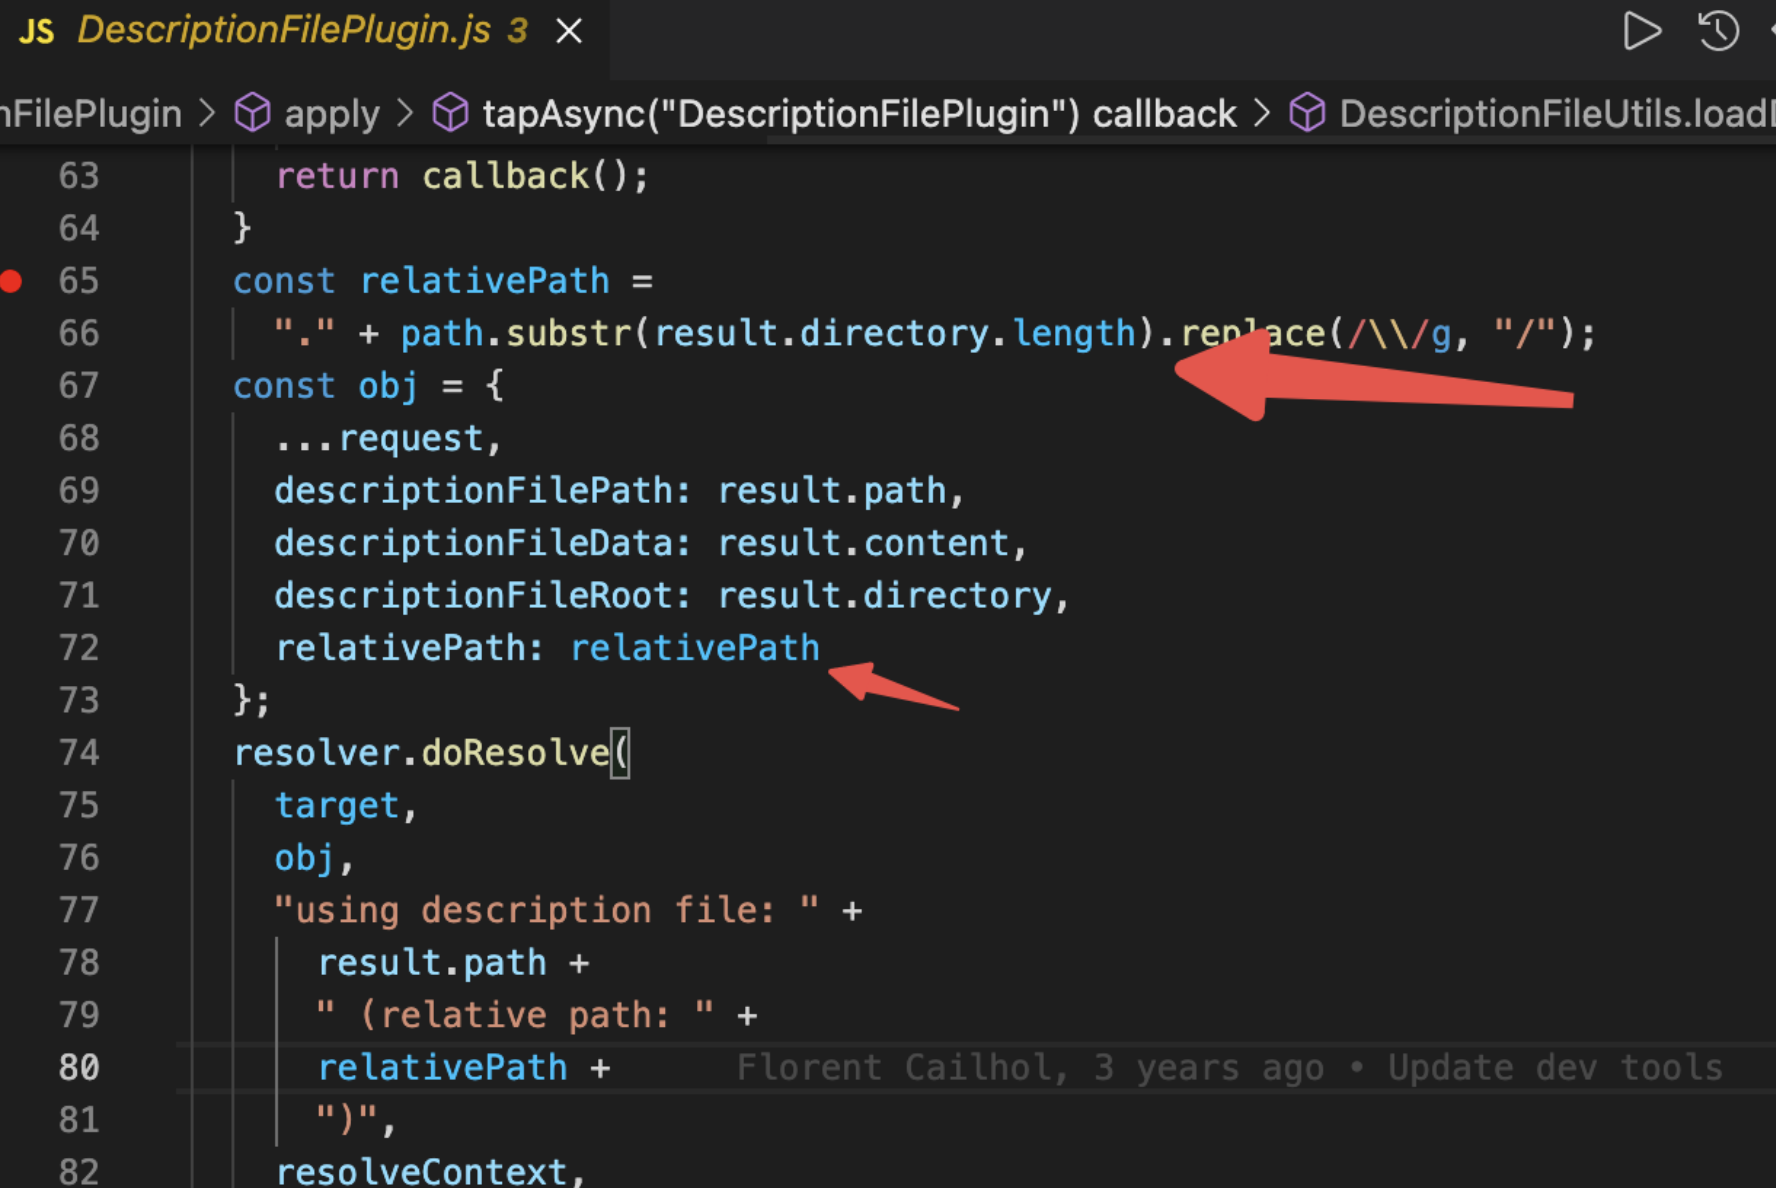 JS DescriptionFilePlugin.js 3
nFilePlugin > apply > tapAsync("DescriptionFilePlugin") callback > DescriptionFileUtils.loadD
63 return callback();
64 }
65 const relativePath =
66 "." + path.substr(result.directory.length).replace(/\\/g, "/");
67 const obj = {
68 ...request,
69 descriptionFilePath: result.path,
70 descriptionFileData: result.content,
71 descriptionFileRoot: result.directory,
72 relativePath: relativePath
73 };
74 resolver.doResolve(
75 target,
76 obj,
77 "using description file: " +
78 result.path +
79 " (relative path: " +
80 relativePath + Florent Cailhol, 3 years ago • Update dev tools
81 ")",
82 resolveContext,